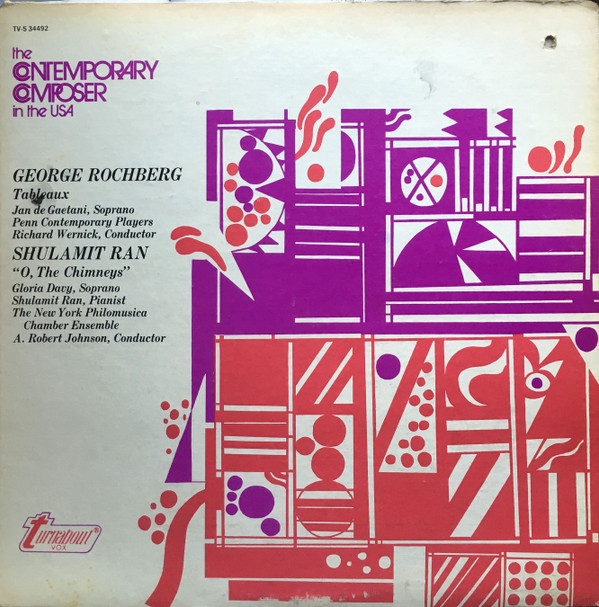 TV-S 34492
the
CONTEMPORARY
COMPOSER
in the USA
GEORGE ROCHBERG
Tableaux
Jan de Gaetani, Soprano
Penn Contemporary Players
Richard Wernick, Conductor
SHULAMIT RAN
"O, The Chimneys"
Gloria Davy, Soprano
Shulamit Ran, Pianist
The New York Philomusica
Chamber Ensemble
A. Robert Johnson, Conductor
turnabout®
VOX